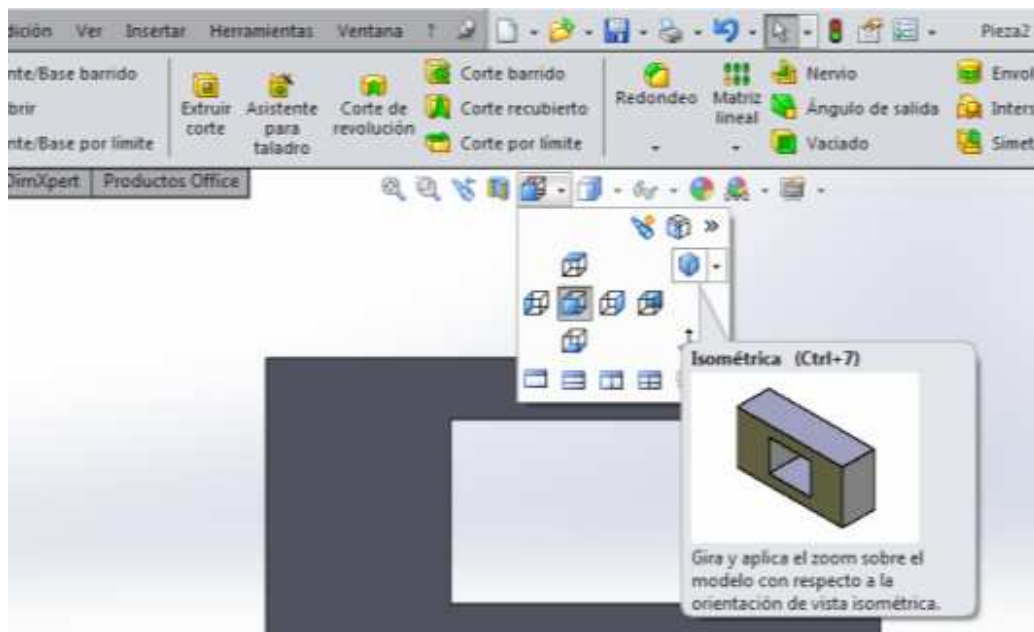 dición Ver Insertar Herramientas Ventana ? Pieza2
nte/Base barrido
brir
nte/Base por límite
Extruir corte
Asistente para taladro
Corte de revolución
Corte barrido
Corte recubierto
Corte por límite
Redondeo
Matriz lineal
Nervio
Ángulo de salida
Vaciado
Envol
Inters
Simet
DimXpert Productos Office
Isométrica (Ctrl+7)
Gira y aplica el zoom sobre el
modelo con respecto a la
orientación de vista isométrica.